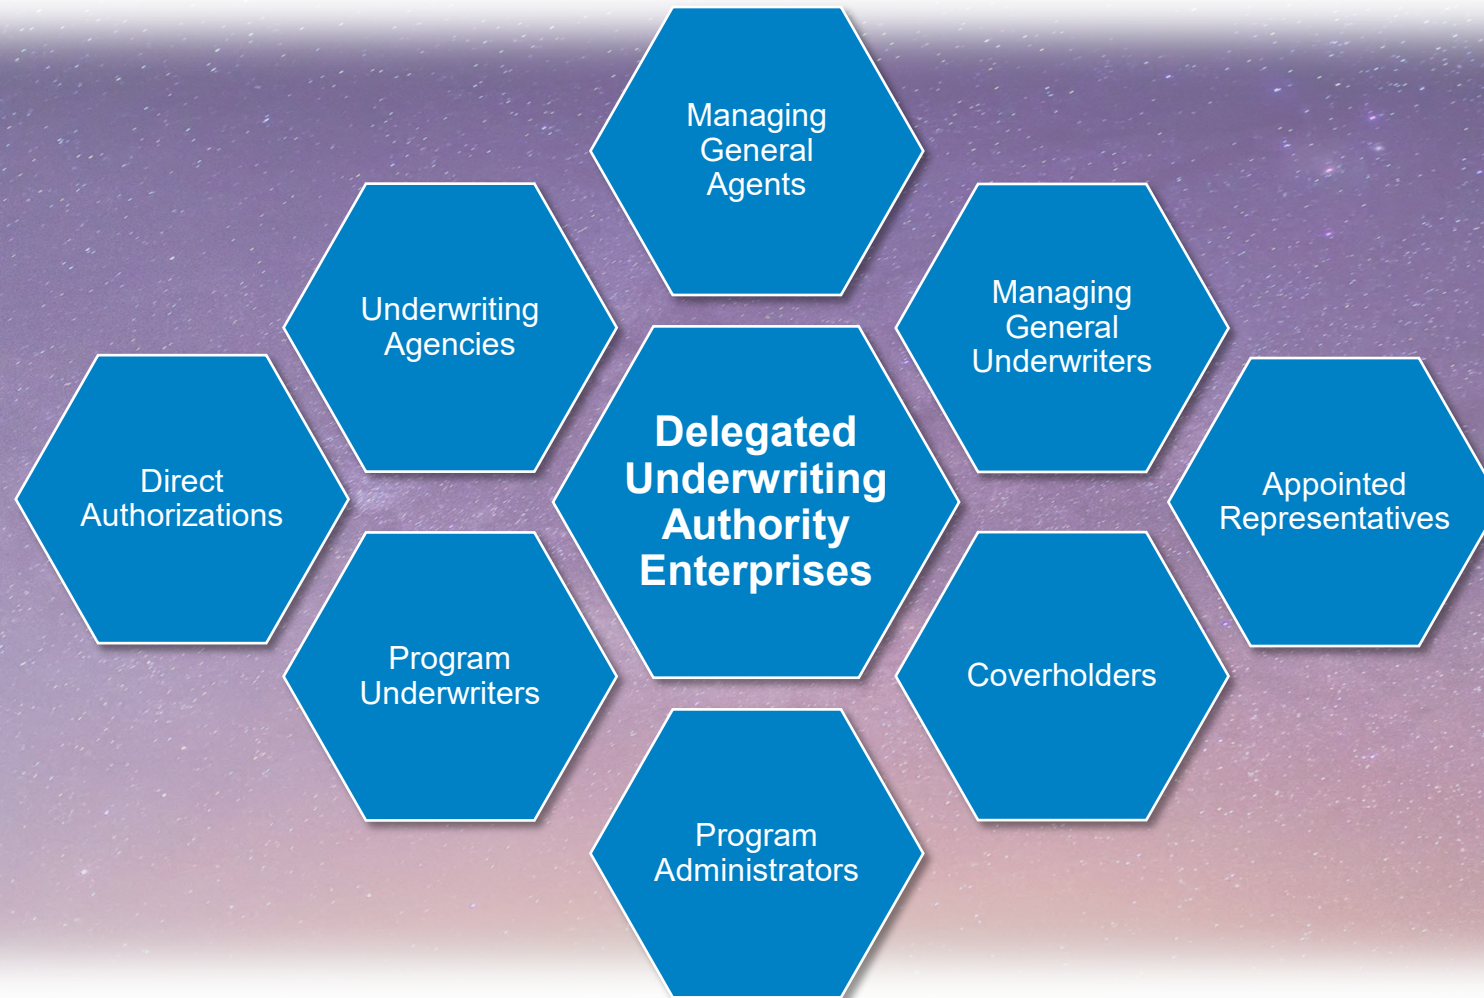 Managing
General
Agents
Underwriting
Agencies
Managing
General
Underwriters
Direct
Authorizations
Delegated
Underwriting
Authority
Enterprises
Appointed
Representatives
Program
Underwriters
Coverholders
Program
Administrators